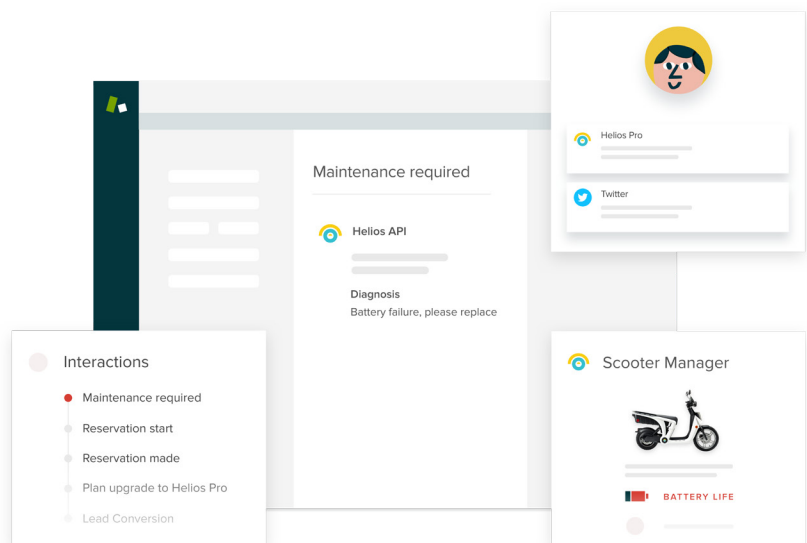 Maintenance required
Helios API
Diagnosis
Battery failure, please replace
Helios Pro
Twitter
Interactions
Maintenance required
Reservation start
Reservation made
Plan upgrade to Helios Pro
Lead Conversion
Scooter Manager
BATTERY LIFE